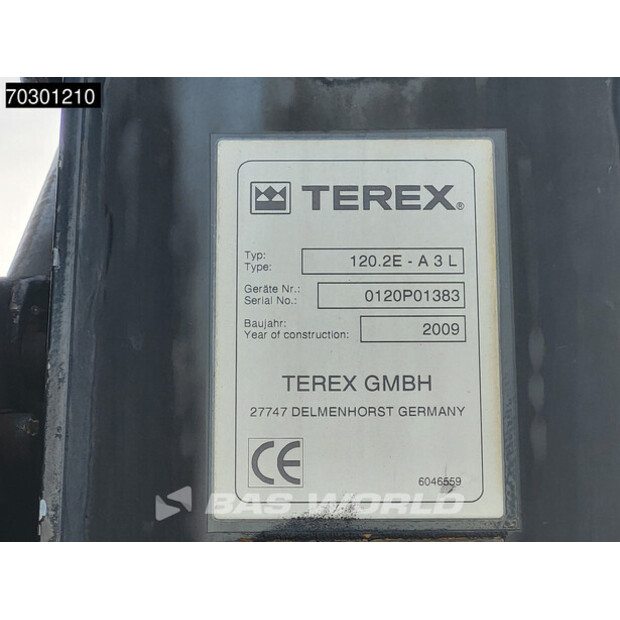 70301210
TEREX®
Typ:
Type:
120.2E - A 3 L
Geräte Nr.:
Serial No.:
0120P01383
Baujahr:
Year of construction:
2009
TEREX GMBH
27747 DELMENHORST GERMANY
CE
6046559
BAS WORLD